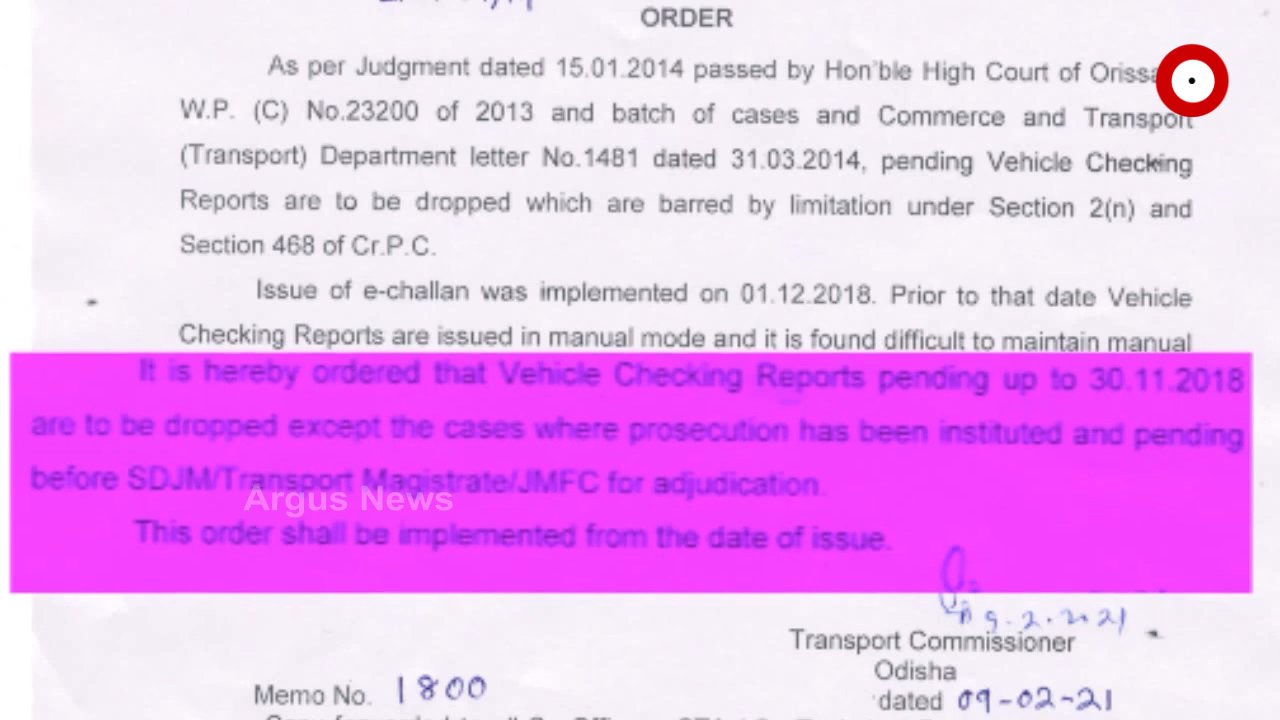 ORDER
As per Judgment dated 15.01.2014 passed by Hon'ble High Court of Orissa
W.P. (C) No.23200 of 2013 and batch of cases and Commerce and Transport
(Transport) Department letter No.1481 dated 31.03.2014, pending Vehicle Checking
Reports are to be dropped which are barred by limitation under Section 2(n) and
Section 468 of Cr.P.C.
Issue of e-challan was implemented on 01.12.2018. Prior to that date Vehicle
Checking Reports are issued in manual mode and it is found difficult to maintain manual
It is hereby ordered that Vehicle Checking Reports pending up to 30.11.2018
are to be dropped except the cases where prosecution has been instituted and pending
before SDJM/Transport Magistrate/JMFC for adjudication.
Argus News
This order shall be implemented from the date of issue.
9.2.2021
Transport Commissioner
Odisha
Memo No. 1800 dated 09-02-21